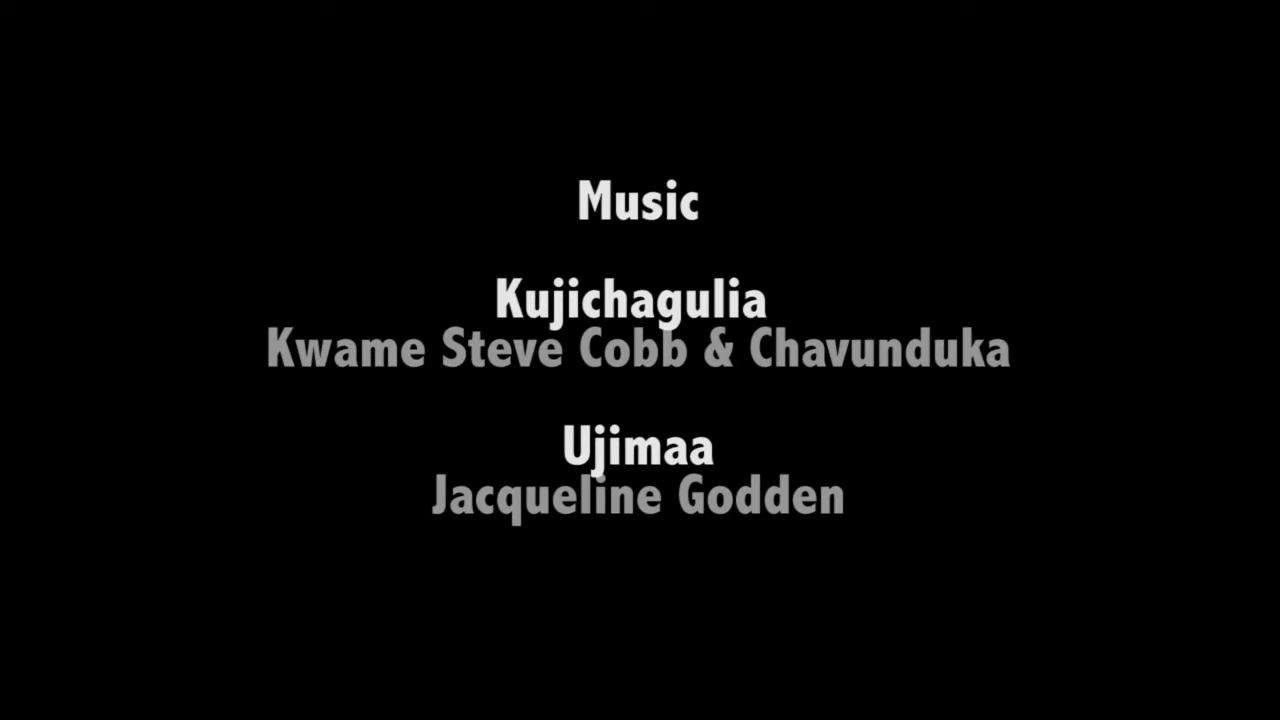 Music
Kujichagulia
Kwame Steve Cobb & Chavunduka
Ujimaa
Jacqueline Godden